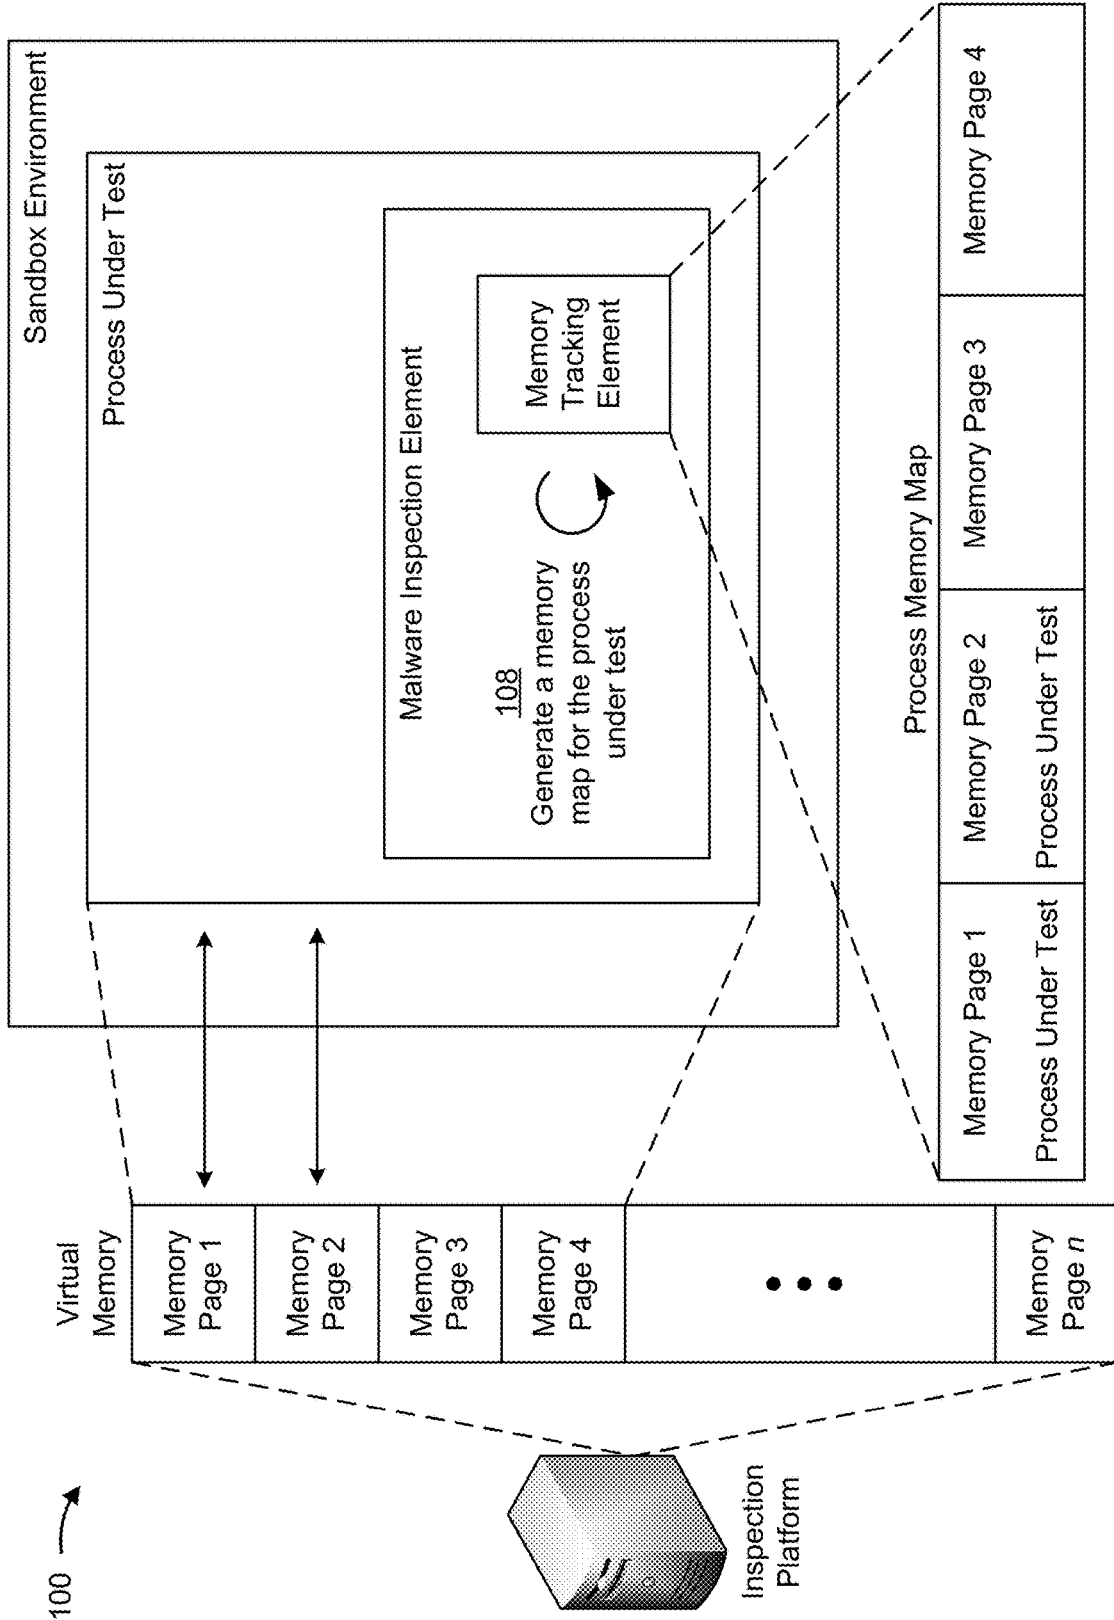 100
Inspection
Platform
Virtual
Memory
Memory
Page 1
Memory
Page 2
Memory
Page 3
Memory
Page 4
Memory
Page n
Sandbox Environment
Process Under Test
Malware Inspection Element
108
Generate a memory
map for the process
under test
Memory
Tracking
Element
Process Memory Map
Memory Page 1
Process Under Test
Memory Page 2
Process Under Test
Memory Page 3
Memory Page 4